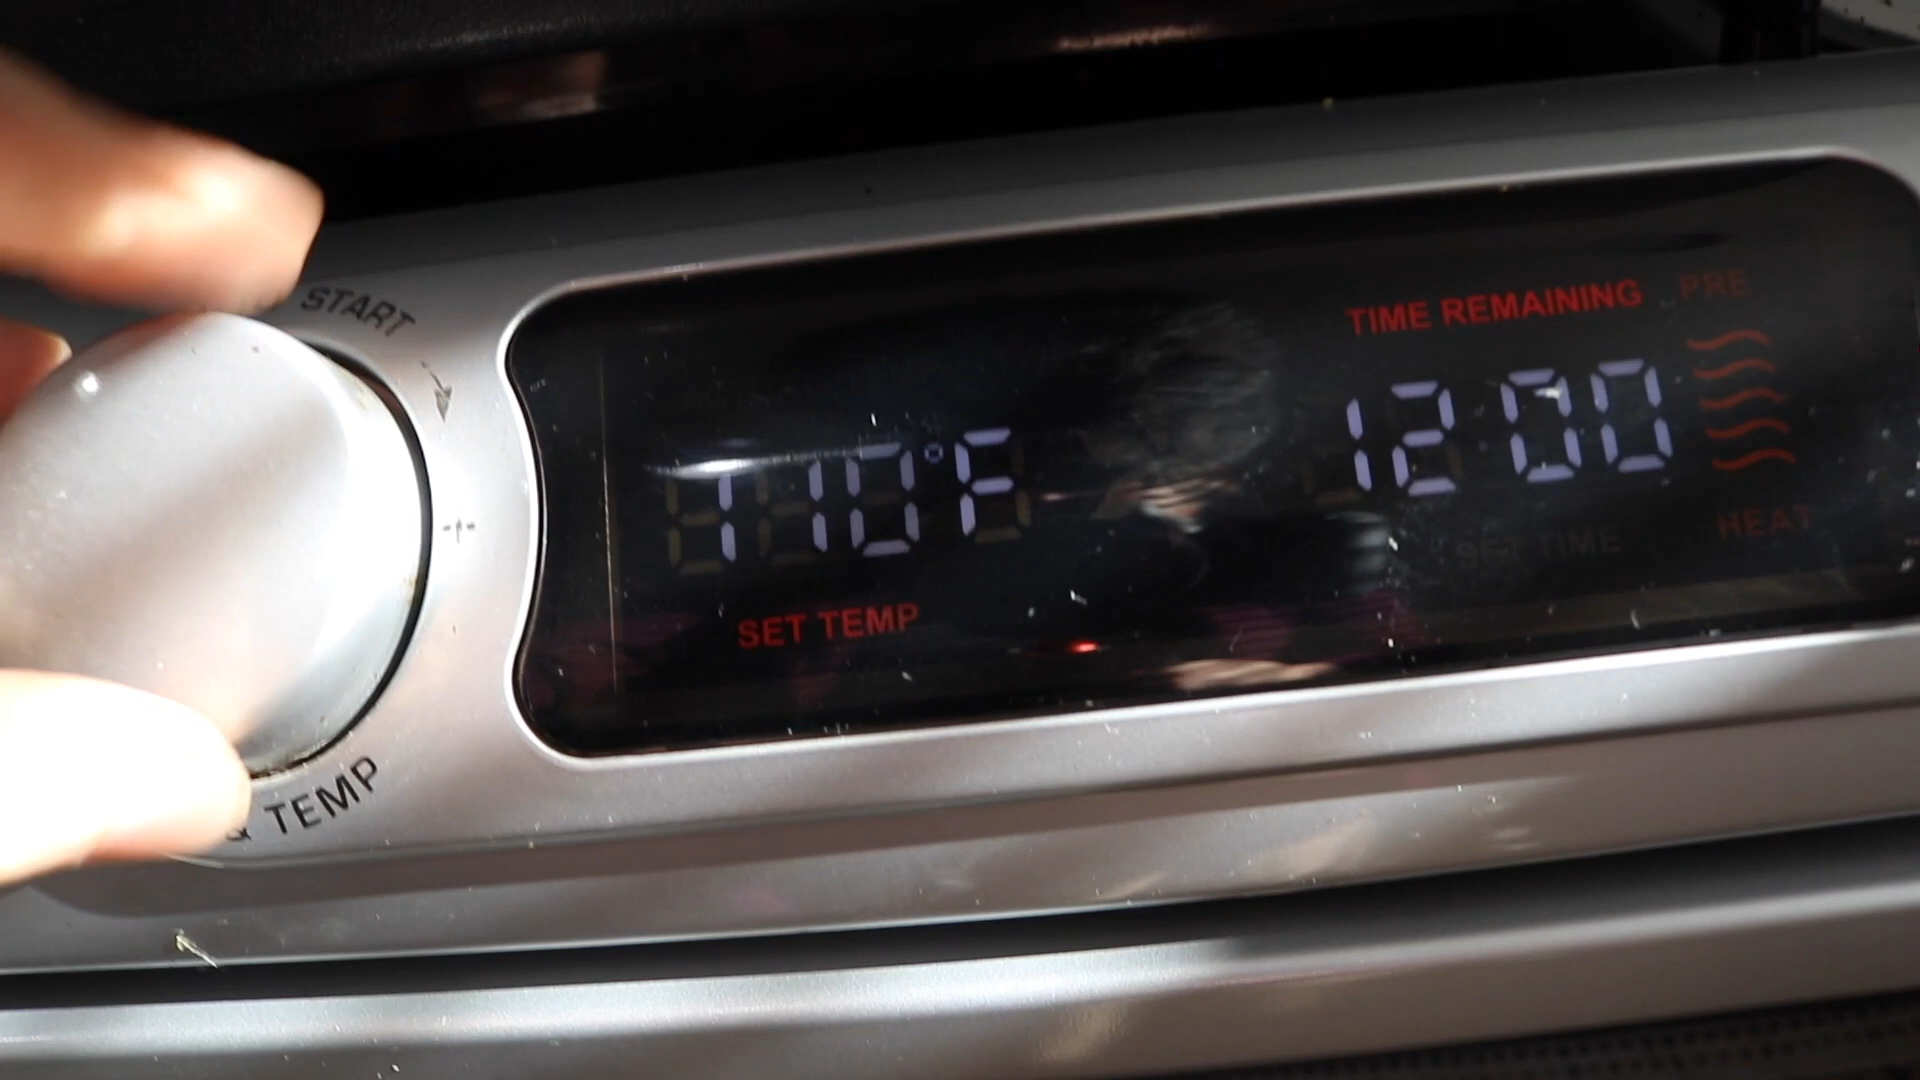 START
+
& TEMP
110°F
SET TEMP
TIME REMAINING
12:00
SET TIME
PRE
HEAT